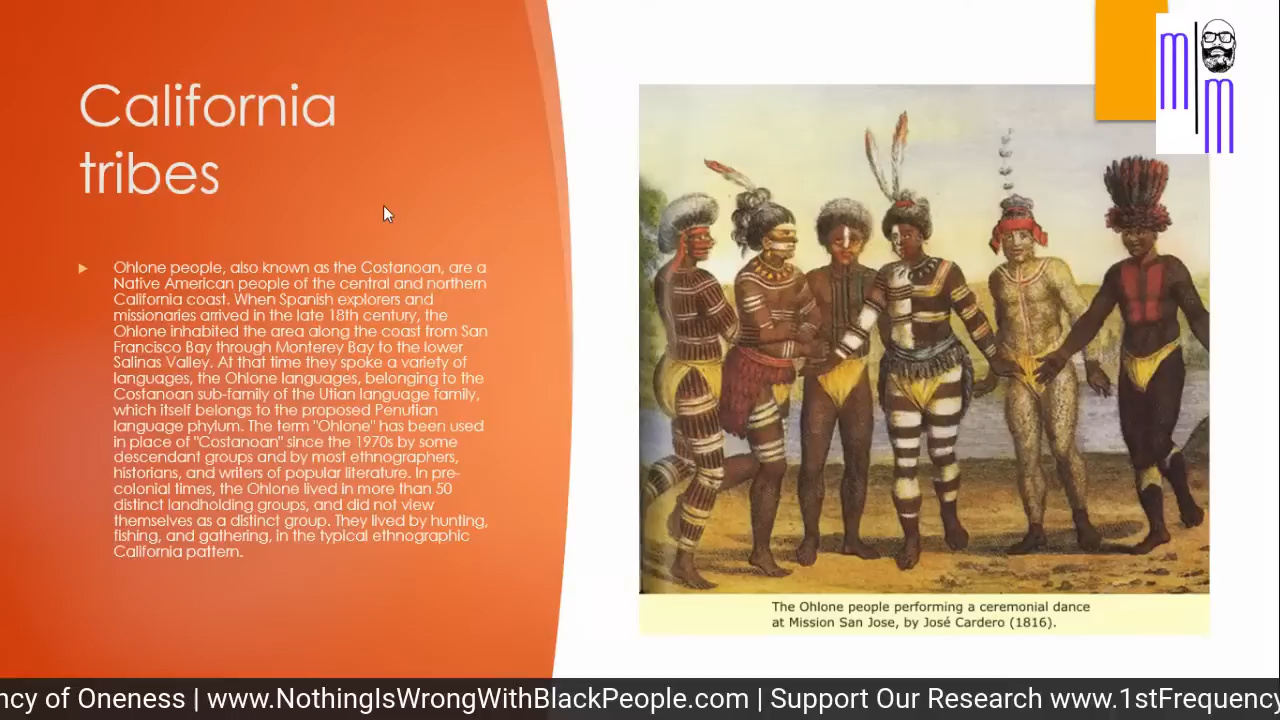 California
tribes
Ohlone people, also known as the Costanoan, are a
Native American people of the central and northern
California coast. When Spanish explorers and
missionaries arrived in the late 18th century, the
Ohlone inhabited the area along the coast from San
Francisco Bay through Monterey Bay to the lower
Salinas Valley. At that time they spoke a variety of
languages, the Ohlone languages, belonging to the
Costanoan sub-family of the Utian language family,
which itself belongs to the proposed Penutian
language phylum. The term "Ohlone" has been used
in place of "Costanoan" since the 1970s by some
descendant groups and by most ethnographers,
historians, and writers of popular literature. In pre-
colonial times, the Ohlone lived in more than 50
distinct landholding groups, and did not view
themselves as a distinct group. They lived by hunting,
fishing, and gathering, in the typical ethnographic
California pattern.
m
m
The Ohlone people performing a ceremonial dance
at Mission San Jose, by José Cardero (1816).
ncy of Oneness | www.NothingIsWrongWithBlackPeople.com | Support Our Research www.1stFrequency